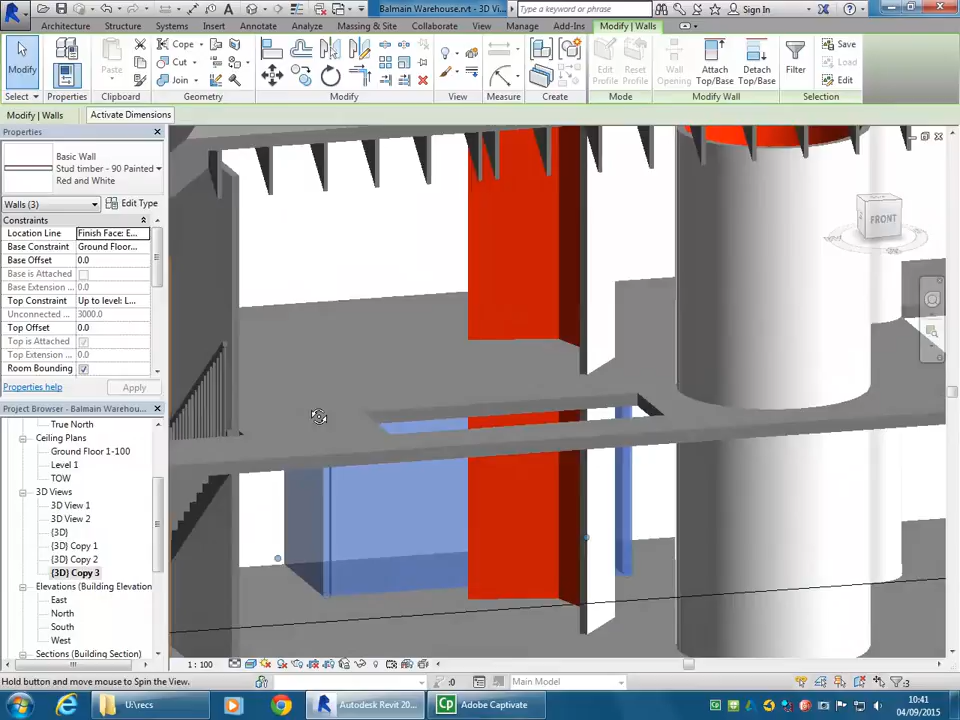 Balmain Warehouse.rvt - 3D Vi...
Type a keyword or phrase
Sign In
Architecture
Structure
Systems
Insert
Annotate
Analyze
Massing & Site
Collaborate
View
Manage
Add-Ins
Modify | Walls
Modify
Select
Properties
Paste
Clipboard
Cope
Cut
Join
Geometry
Modify
View
Measure
Create
Edit
Profile
Reset
Profile
Mode
Wall
Opening
Attach
Top/Base
Detach
Top/Base
Modify Wall
Filter
Save
Load
Edit
Selection
Modify | Walls
Activate Dimensions
Properties
Basic Wall
Stud timber - 90 Painted
Red and White
Walls (3)
Edit Type
Constraints
Location Line
Finish Face: E...
Base Constraint
Ground Floor...
Base Offset
0.0
Base is Attached
Base Extension ...
0.0
Top Constraint
Up to level: L...
Unconnected ...
3000.0
Top Offset
0.0
Top is Attached
Top Extension ...
0.0
Room Bounding
Properties help
Apply
Project Browser - Balmain Warehou...
True North
Ceiling Plans
Ground Floor 1-100
Level 1
TOW
3D Views
3D View 1
3D View 2
{3D}
{3D} Copy 1
{3D} Copy 2
{3D} Copy 3
Elevations (Building Elevation
East
North
South
West
Sections (Building Section)
FRONT
1 : 100
Hold button and move mouse to Spin the View.
:0
Main Model
:3
U:\recs
Autodesk Revit 20...
Adobe Captivate
10:41
04/09/2015